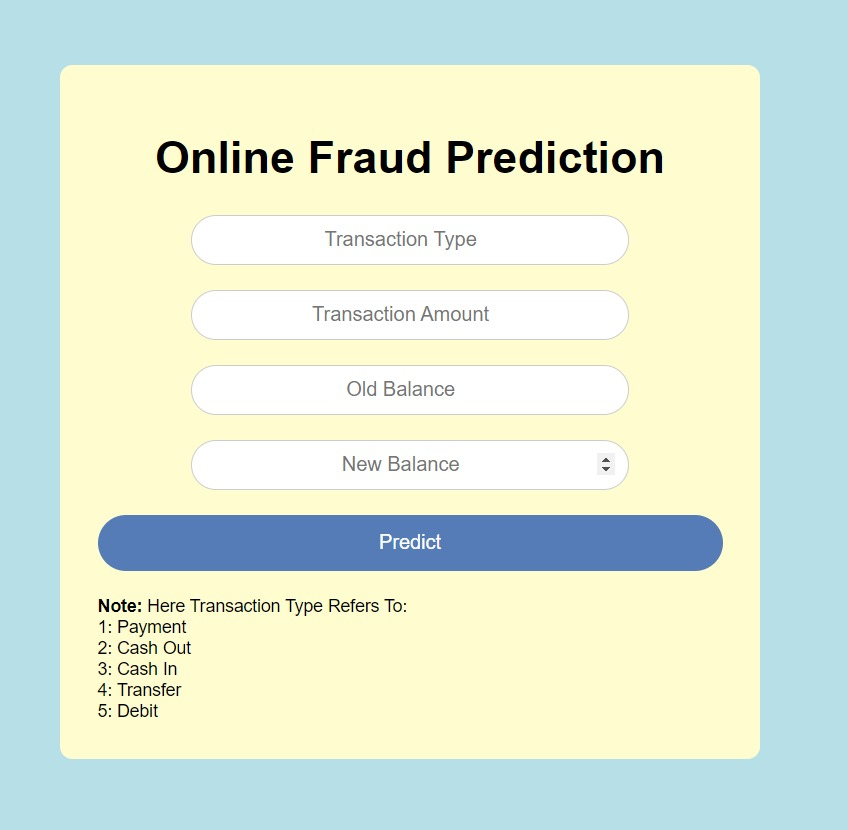 Online Fraud Prediction
Transaction Type
Transaction Amount
Old Balance
New Balance
Predict
Note: Here Transaction Type Refers To:
1: Payment
2: Cash Out
3: Cash In
4: Transfer
5: Debit